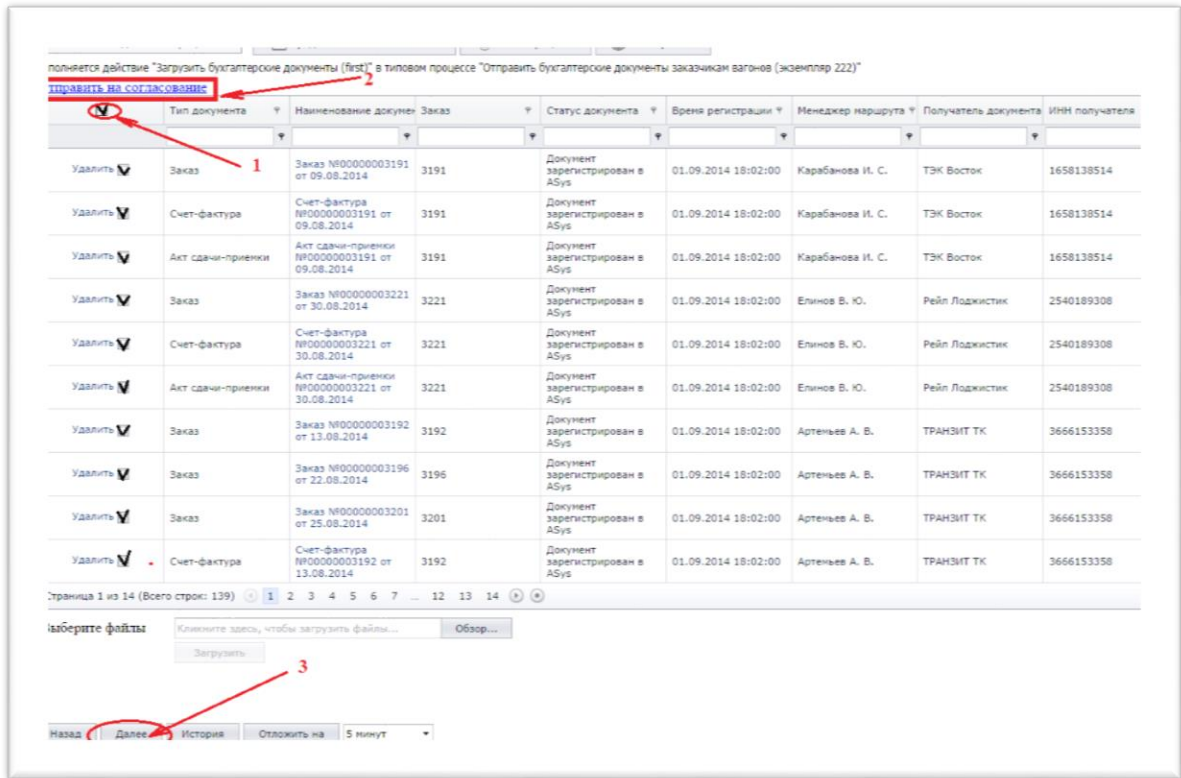 полняется действие "Загрузить бухгалтерские документы (first)" в типовом процессе "Отправить бухгалтерские документы заказчикам вагонов (экземпляр 222)"
тправить на согласование
2
Тип документа Наименование докумен Заказ Статус документа Время регистрации Менеджер маршрута Получатель документа ИНН получателя
1
Удалить Заказ Заказ №00000003191 от 09.08.2014 3191 Документ зарегистрирован в ASys 01.09.2014 18:02:00 Карабанова И. С. ТЭК Восток 1658138514
Удалить Счет-фактура Счет-фактура №00000003191 от 09.08.2014 3191 Документ зарегистрирован в ASys 01.09.2014 18:02:00 Карабанова И. С. ТЭК Восток 1658138514
Удалить Акт сдачи-приемки Акт сдачи-приемки №00000003191 от 09.08.2014 3191 Документ зарегистрирован в ASys 01.09.2014 18:02:00 Карабанова И. С. ТЭК Восток 1658138514
Удалить Заказ Заказ №00000003221 от 30.08.2014 3221 Документ зарегистрирован в ASys 01.09.2014 18:02:00 Елинов В. Ю. Рейл Лоджистик 2540189308
Удалить Счет-фактура Счет-фактура №00000003221 от 30.08.2014 3221 Документ зарегистрирован в ASys 01.09.2014 18:02:00 Елинов В. Ю. Рейл Лоджистик 2540189308
Удалить Акт сдачи-приемки Акт сдачи-приемки №00000003221 от 30.08.2014 3221 Документ зарегистрирован в ASys 01.09.2014 18:02:00 Елинов В. Ю. Рейл Лоджистик 2540189308
Удалить Заказ Заказ №00000003192 от 13.08.2014 3192 Документ зарегистрирован в ASys 01.09.2014 18:02:00 Артемьев А. В. ТРАНЗИТ ТК 3666153358
Удалить Заказ Заказ №00000003196 от 22.08.2014 3196 Документ зарегистрирован в ASys 01.09.2014 18:02:00 Артемьев А. В. ТРАНЗИТ ТК 3666153358
Удалить Заказ Заказ №00000003201 от 25.08.2014 3201 Документ зарегистрирован в ASys 01.09.2014 18:02:00 Артемьев А. В. ТРАНЗИТ ТК 3666153358
Удалить Счет-фактура Счет-фактура №00000003192 от 13.08.2014 3192 Документ зарегистрирован в ASys 01.09.2014 18:02:00 Артемьев А. В. ТРАНЗИТ ТК 3666153358
Страница 1 из 14 (Всего строк: 139) 1 2 3 4 5 6 7 ... 12 13 14
Выберите файлы Кликните здесь, чтобы загрузить файлы... Обзор...
Загрузить
3
Назад Далее История Отложить на 5 минут